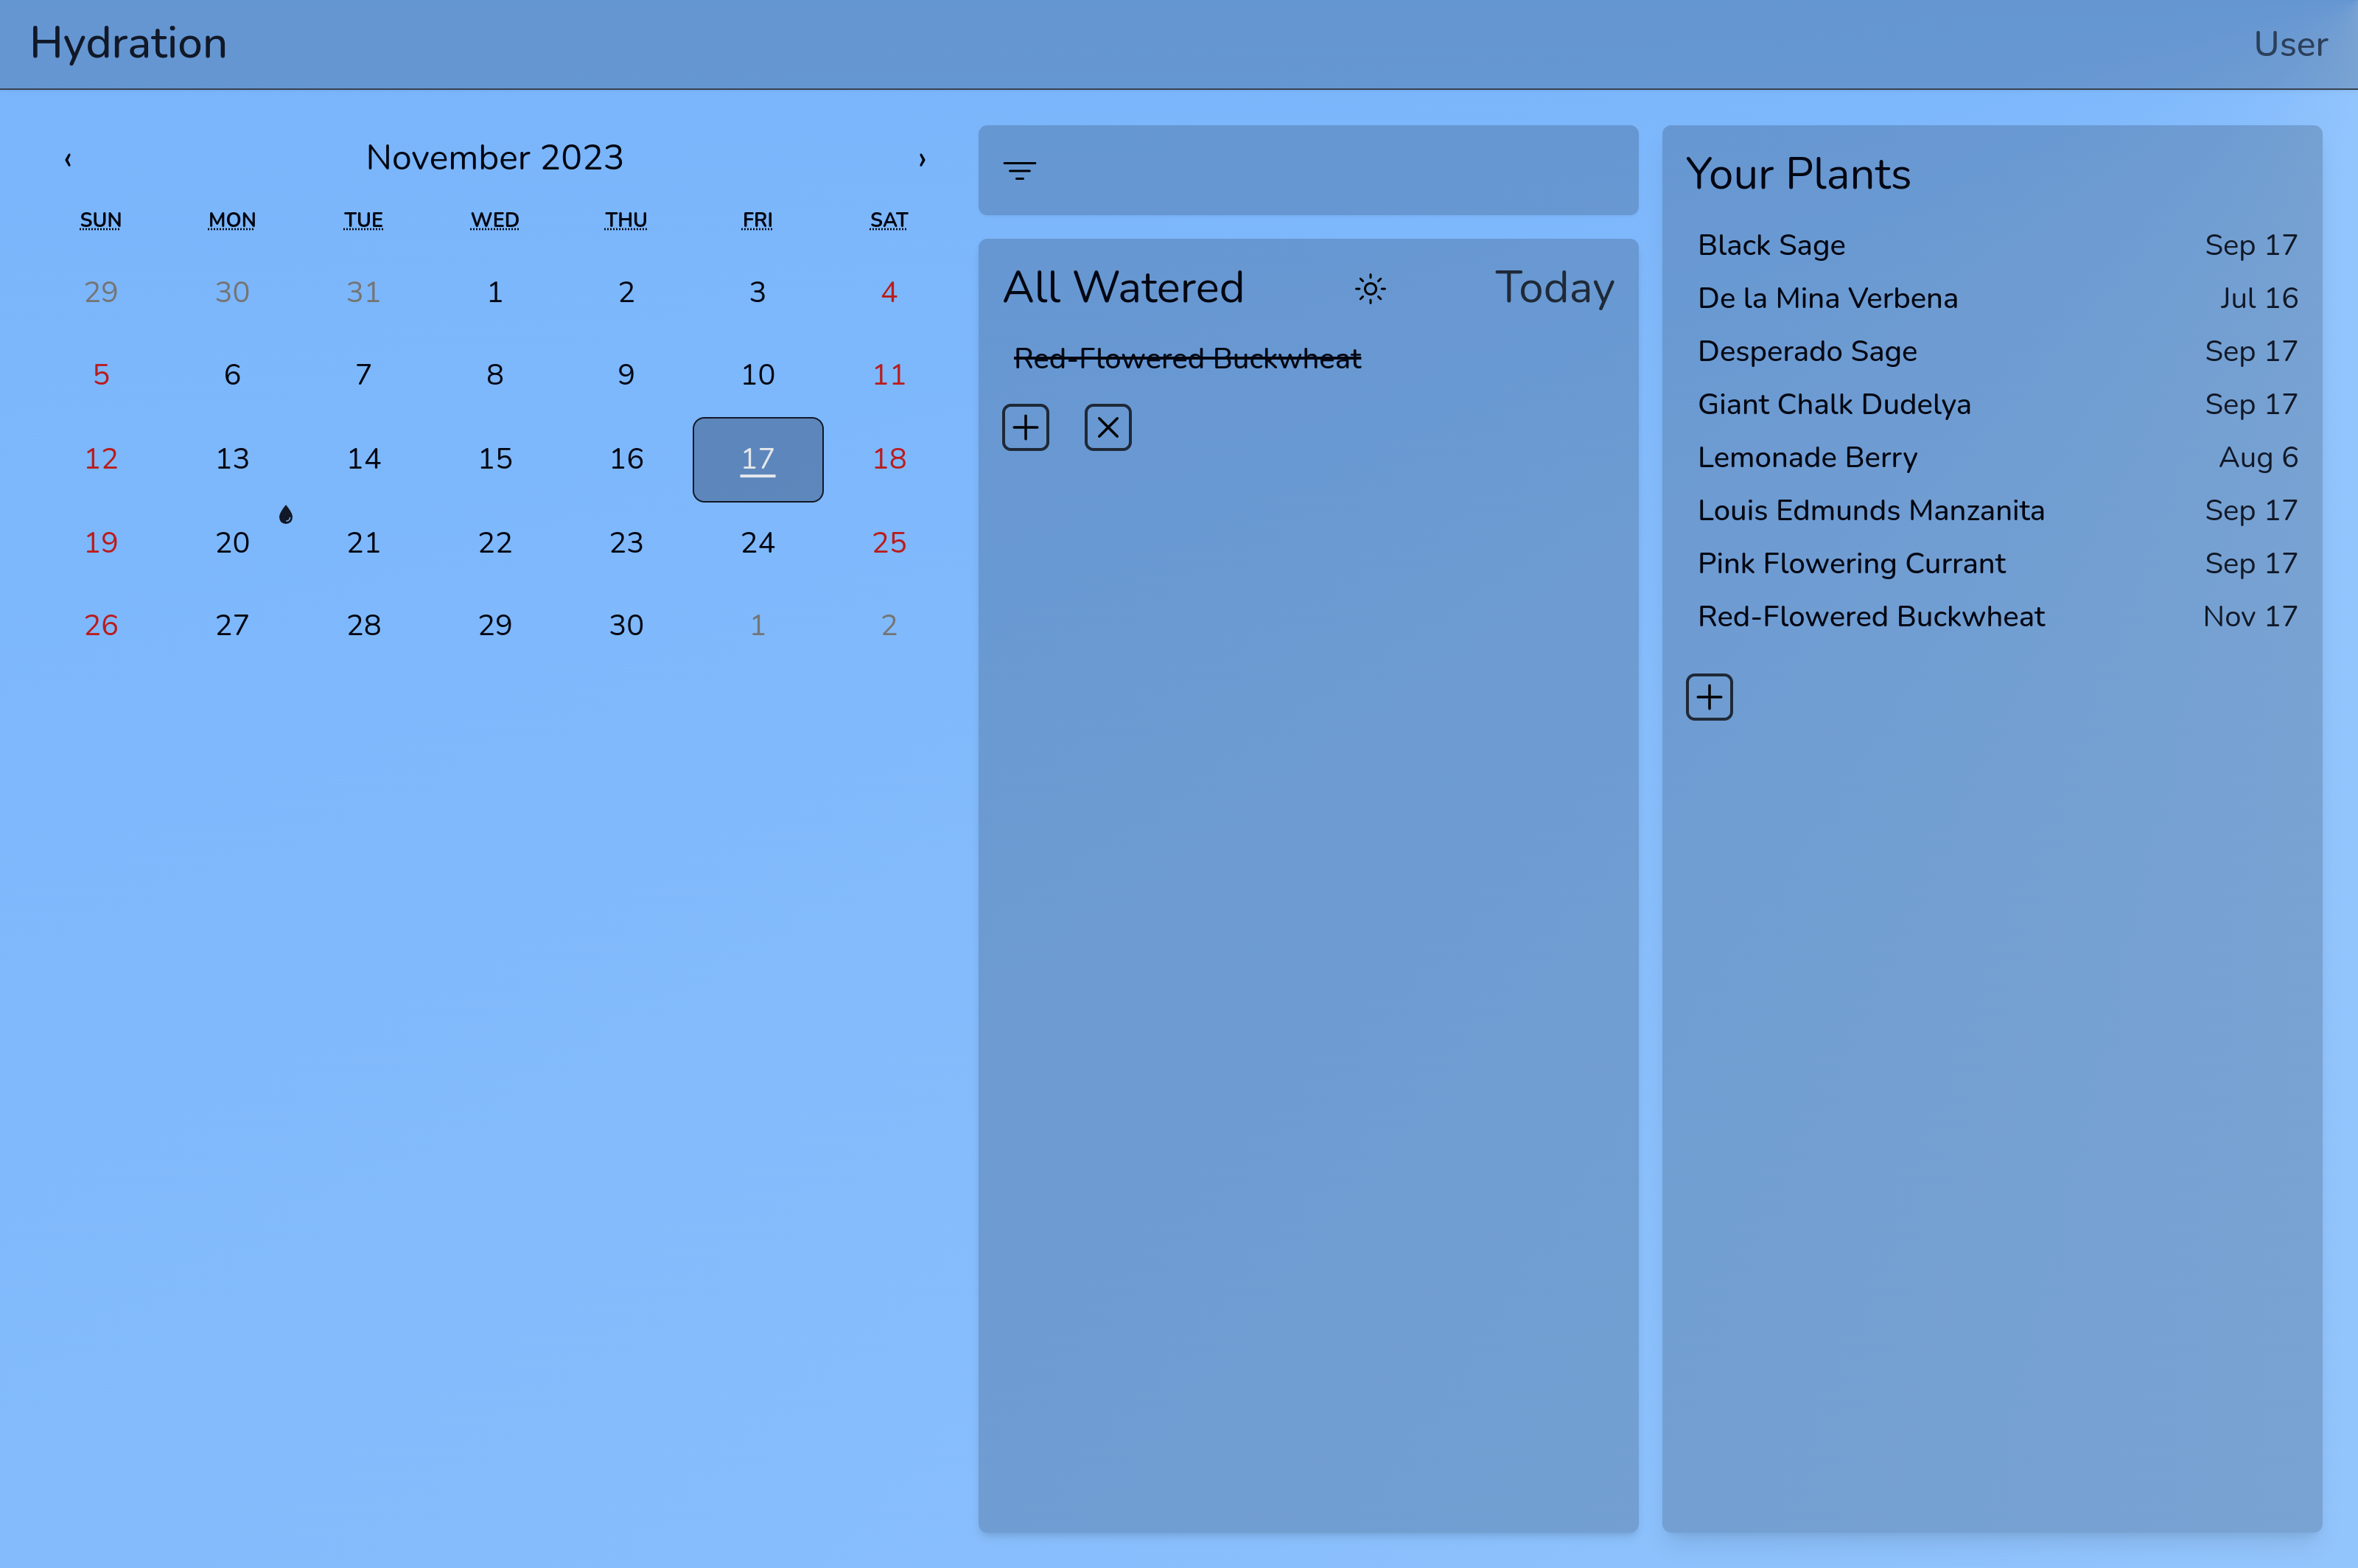 Hydration
User
‹ November 2023 ›
SUN MON TUE WED THU FRI SAT
29 30 31 1 2 3 4
5 6 7 8 9 10 11
12 13 14 15 16 17 18
19 20 21 22 23 24 25
26 27 28 29 30 1 2
All Watered Today
Red-Flowered Buckwheat
Your Plants
Black Sage Sep 17
De la Mina Verbena Jul 16
Desperado Sage Sep 17
Giant Chalk Dudelya Sep 17
Lemonade Berry Aug 6
Louis Edmunds Manzanita Sep 17
Pink Flowering Currant Sep 17
Red-Flowered Buckwheat Nov 17